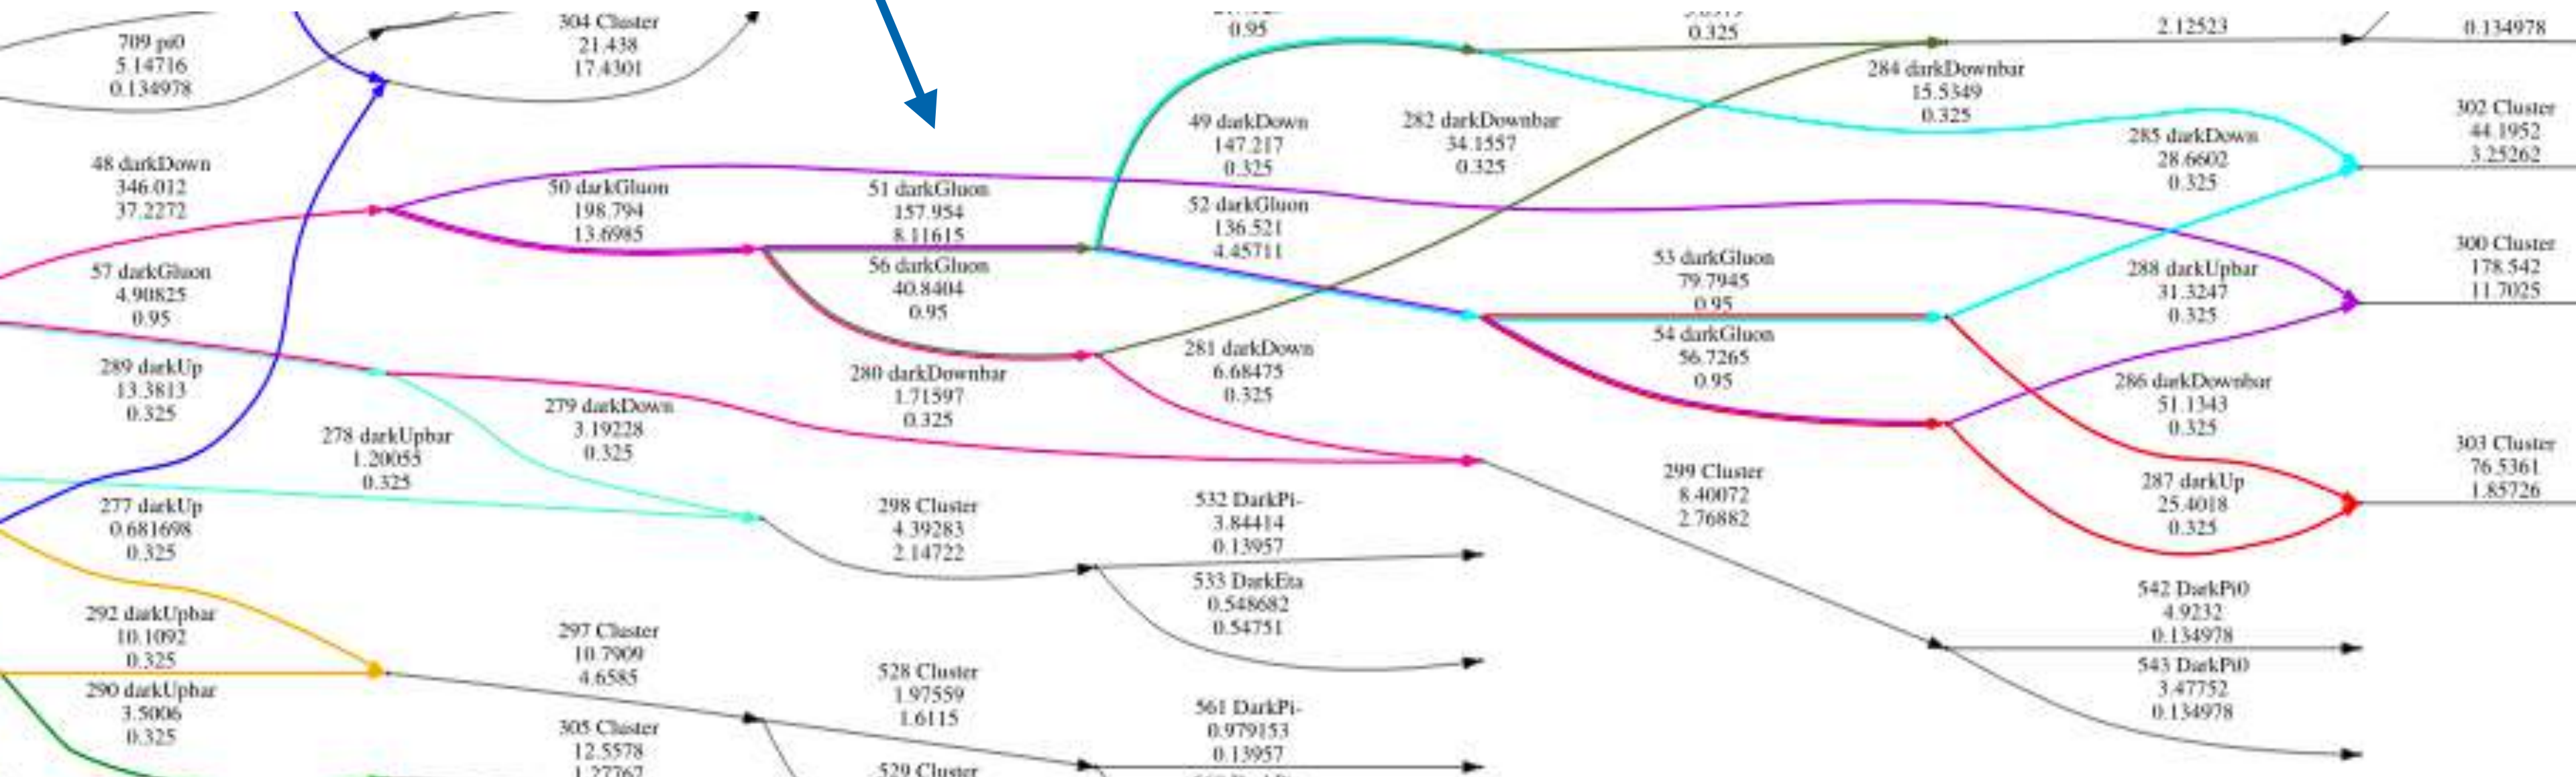 709 pi0
5.14716
0.134978
304 Cluster
21.438
17.4301
0.95
0.325
2.12523
0.134978
284 darkDownbar
15.5349
0.325
302 Cluster
44.1952
3.25262
49 darkDown
147.217
0.325
282 darkDownbar
34.1557
0.325
285 darkDown
28.6602
0.325
48 darkDown
346.012
37.2272
50 darkGluon
198.794
13.6985
51 darkGluon
157.954
8.11615
52 darkGluon
136.521
4.45711
57 darkGluon
4.90825
0.95
56 darkGluon
40.8404
0.95
53 darkGluon
79.7945
0.95
288 darkUpbar
31.3247
0.325
300 Cluster
178.542
11.7025
289 darkUp
13.3813
0.325
280 darkDownbar
1.71597
0.325
281 darkDown
6.68475
0.325
54 darkGluon
56.7265
0.95
286 darkDownbar
51.1343
0.325
279 darkDown
3.19228
0.325
278 darkUpbar
1.20055
0.325
303 Cluster
76.5361
1.85726
277 darkUp
0.681698
0.325
298 Cluster
4.39283
2.14722
532 DarkPi-
3.84414
0.13957
299 Cluster
8.40072
2.76882
287 darkUp
25.4018
0.325
533 DarkEta
0.548682
0.54751
292 darkUpbar
10.1092
0.325
297 Cluster
10.7909
4.6585
542 DarkPi0
4.9232
0.134978
290 darkUpbar
3.5006
0.325
528 Cluster
1.97559
1.6115
543 DarkPi0
3.47752
0.134978
305 Cluster
12.5578
1.27767
561 DarkPi-
0.979153
0.13957
529 Cluster